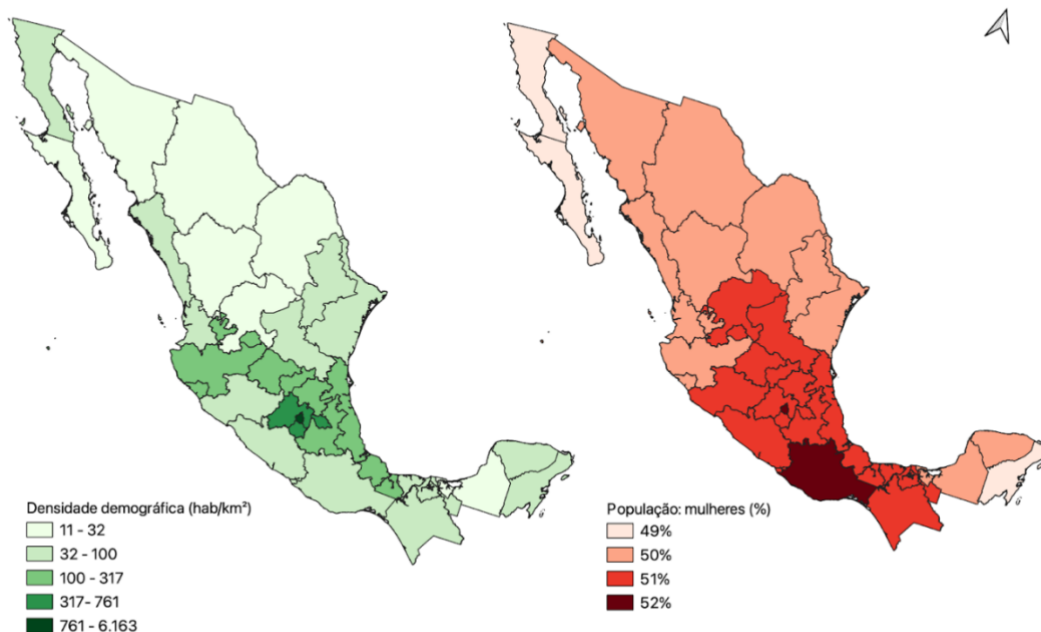 Densidade demográfica (hab/km²)
11 - 32
32 - 100
100 - 317
317- 761
761 - 6.163
População: mulheres (%)
49%
50%
51%
52%